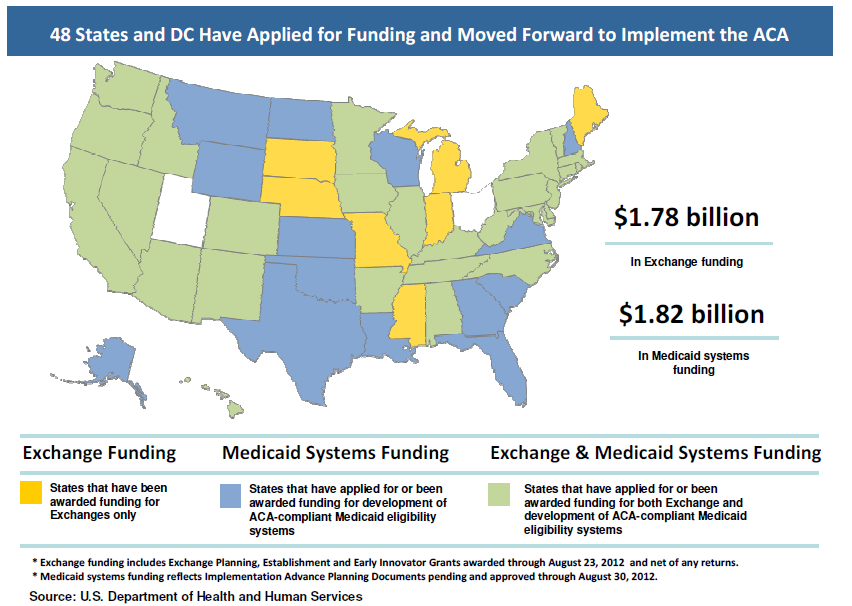 48 States and DC Have Applied for Funding and Moved Forward to Implement the ACA
$1.78 billion
In Exchange funding
$1.82 billion
In Medicaid systems
funding
Exchange Funding
Medicaid Systems Funding
Exchange & Medicaid Systems Funding
States that have been
awarded funding for
Exchanges only
States that have applied for or been
awarded funding for development of
ACA-compliant Medicaid eligibility
systems
States that have applied for or been
awarded funding for both Exchange and
development of ACA-compliant Medicaid
eligibility systems
* Exchange funding includes Exchange Planning, Establishment and Early Innovator Grants awarded through August 23, 2012 and net of any returns.
* Medicaid systems funding reflects Implementation Advance Planning Documents pending and approved through August 30, 2012.
Source: U.S. Department of Health and Human Services